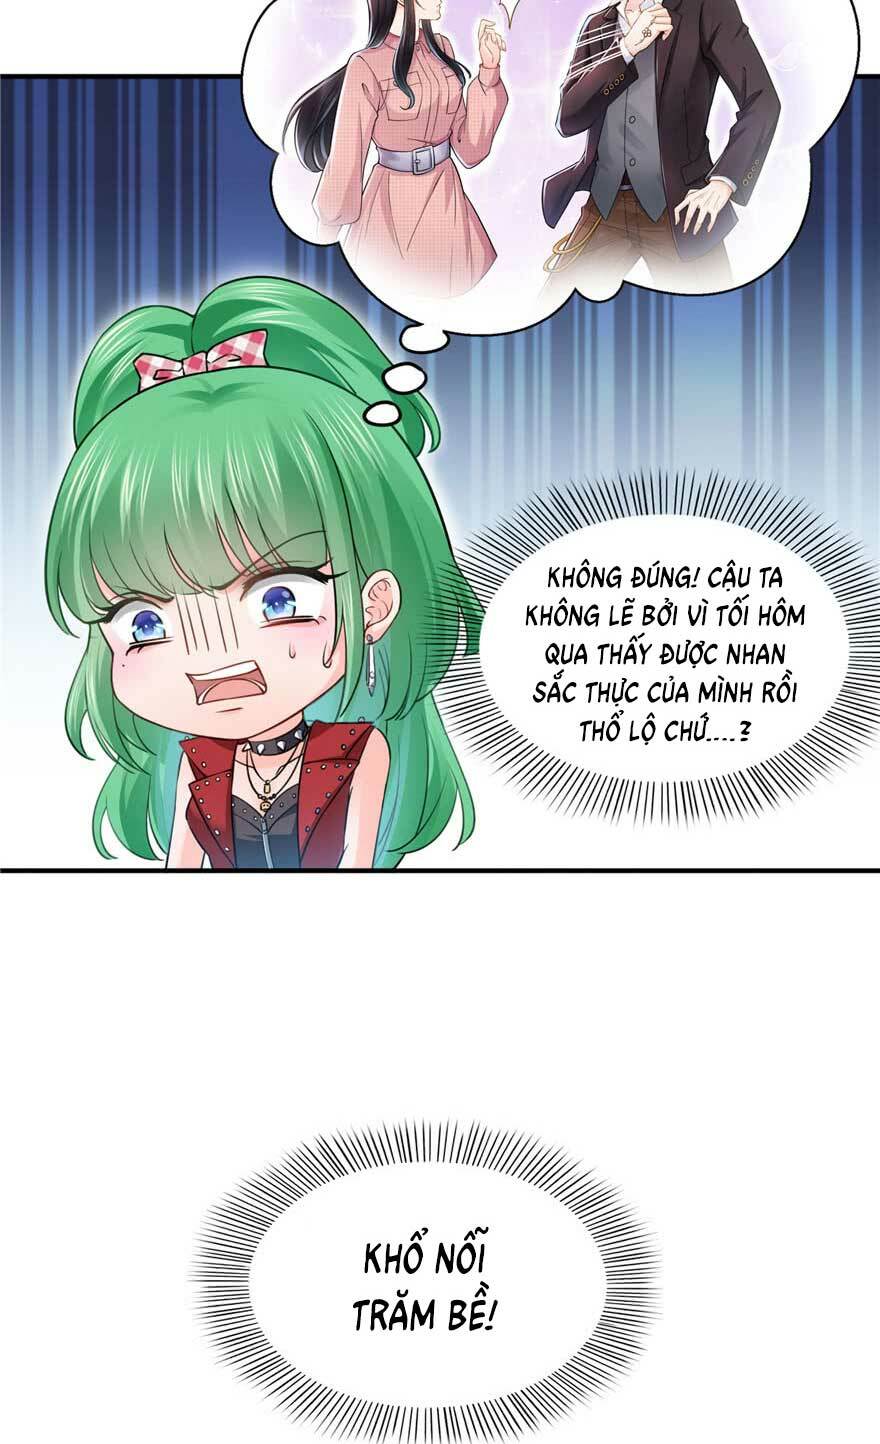 KHÔNG ĐÚNG! CẬU TA
KHÔNG LẼ BỞI VÌ TỐI HÔM
QUA THẤY ĐƯỢC NHAN
SẮC THỰC CỦA MÌNH RỒI
THỔ LỘ CHỨ....?
KHỔ NỖI
TRĂM BỀ!